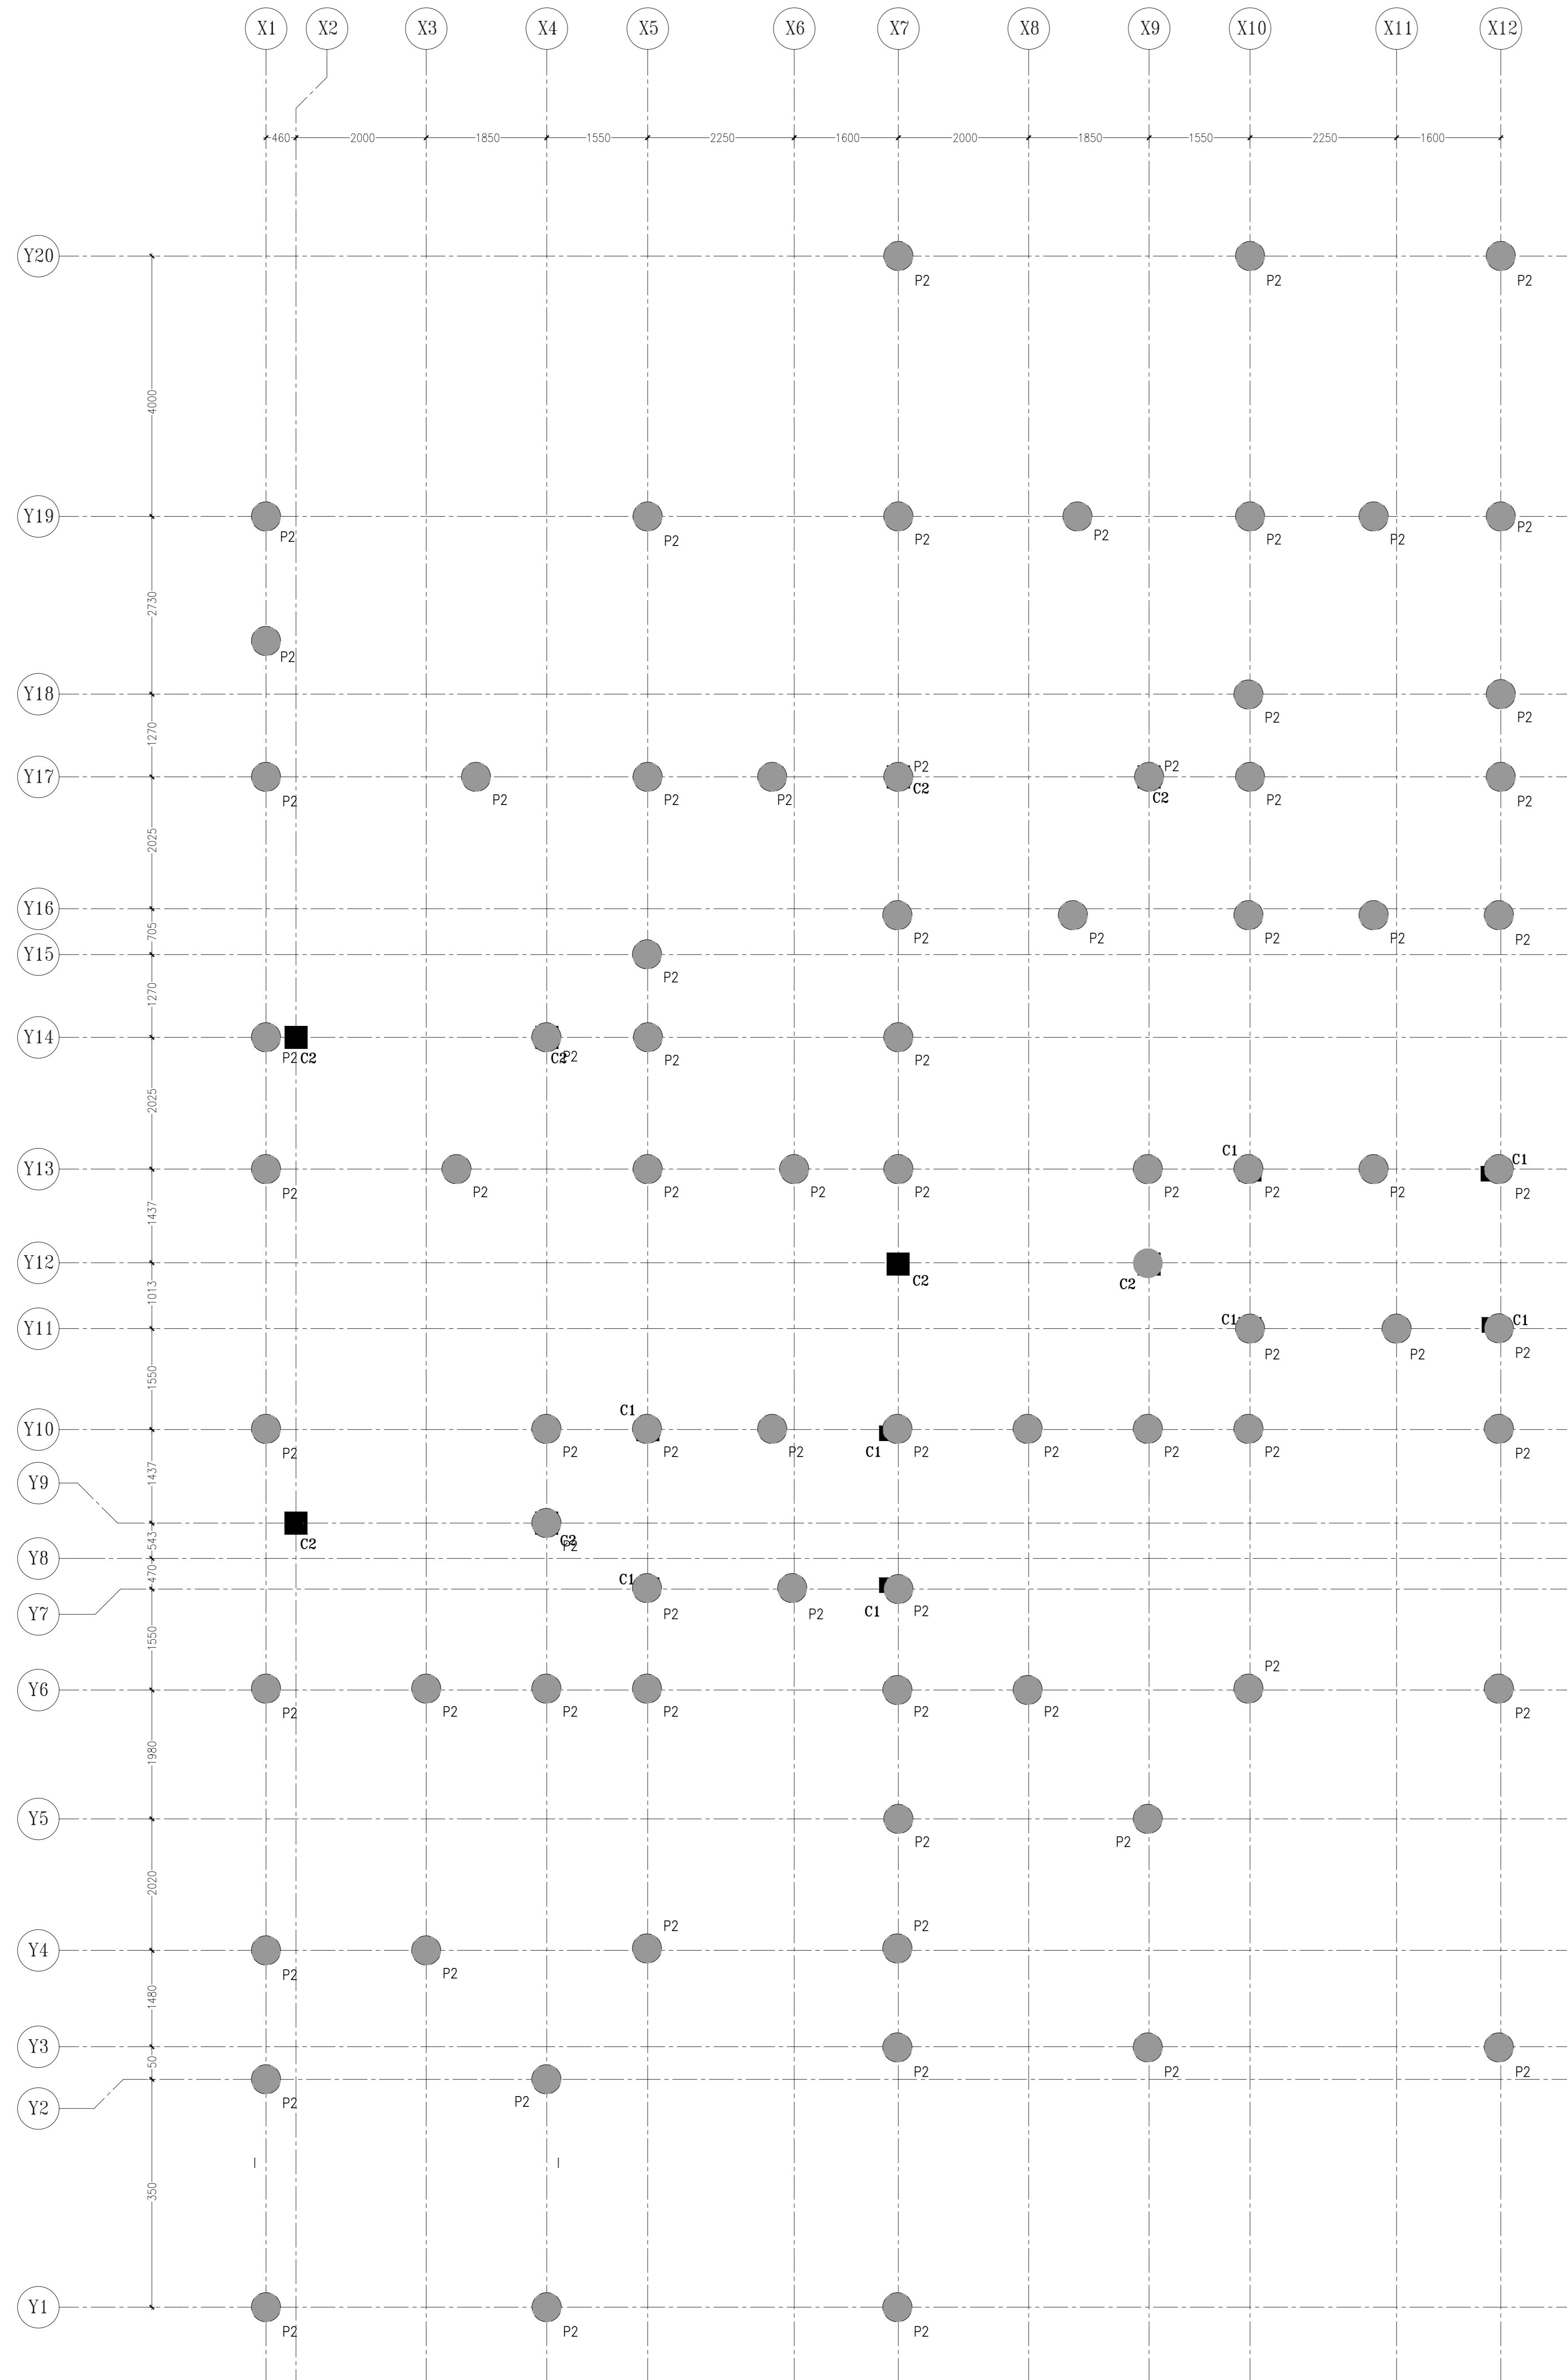 X1 X2 X3 X4 X5 X6 X7 X8 X9 X10 X11 X12
460 2000 1850 1550 2250 1600 2000 1850 1550 2250 1600
Y20
P2 P2 P2
4000
Y19
P2 P2 P2 P2 P2 P2 P2
2730
P2
Y18
P2 P2
1270
Y17
P2 P2
P2 P2 P2 P2 C2 C2 P2 P2
2025
Y16
705
P2 P2 P2 P2 P2
Y15
P2
1270
Y14
P2 C2 C2 P2 P2 P2
2025
Y13
C1 C1
P2 P2 P2 P2 P2 P2 P2 P2 P2
1437
Y12
C2 C2
1013
Y11
C1 C1
P2 P2 P2
1550
C1
Y10
P2 P2 P2 P2 C1 P2 P2 P2 P2 P2
1437
Y9
C2 C2
P2
543
Y8
470
C1
Y7
P2 P2 C1 P2
1550
P2
Y6
P2 P2 P2 P2 P2 P2 P2
1980
Y5
P2 P2
2020
P2 P2
Y4
P2 P2
1480
Y3
50
P2 P2 P2
Y2
P2 P2
350
Y1
P2 P2 P2